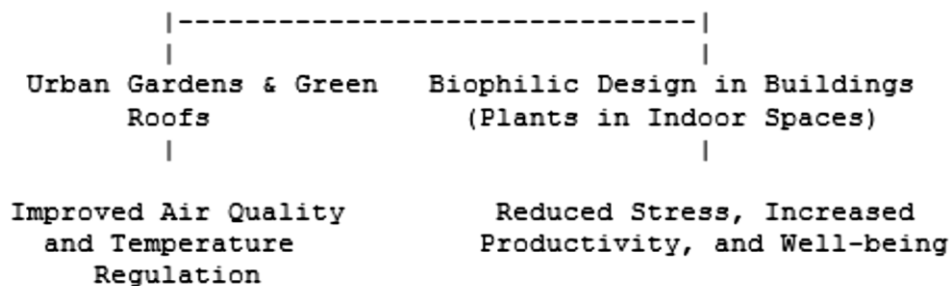 Urban Gardens & Green Roofs
Biophilic Design in Buildings
(Plants in Indoor Spaces)
Improved Air Quality
and Temperature
Regulation
Reduced Stress, Increased
Productivity, and Well-being